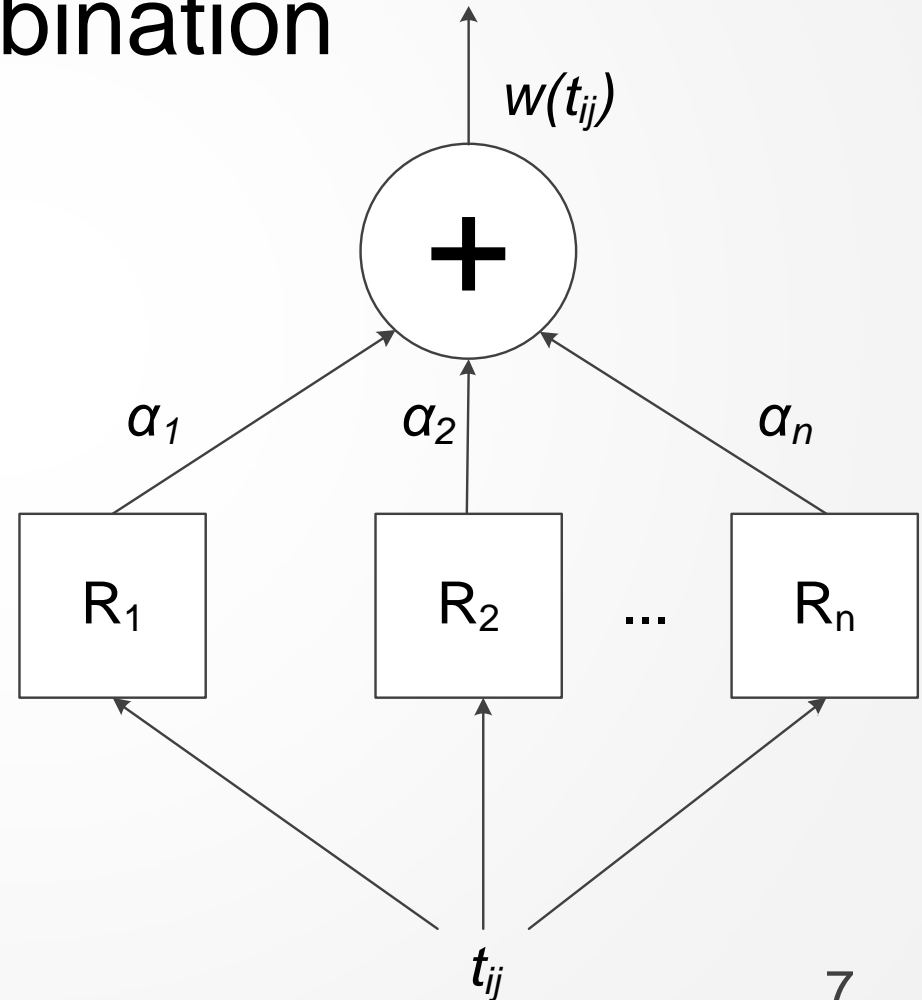 bination
w(tij)
+
α1 α2 αn
R1 R2 ... Rn
tij
7